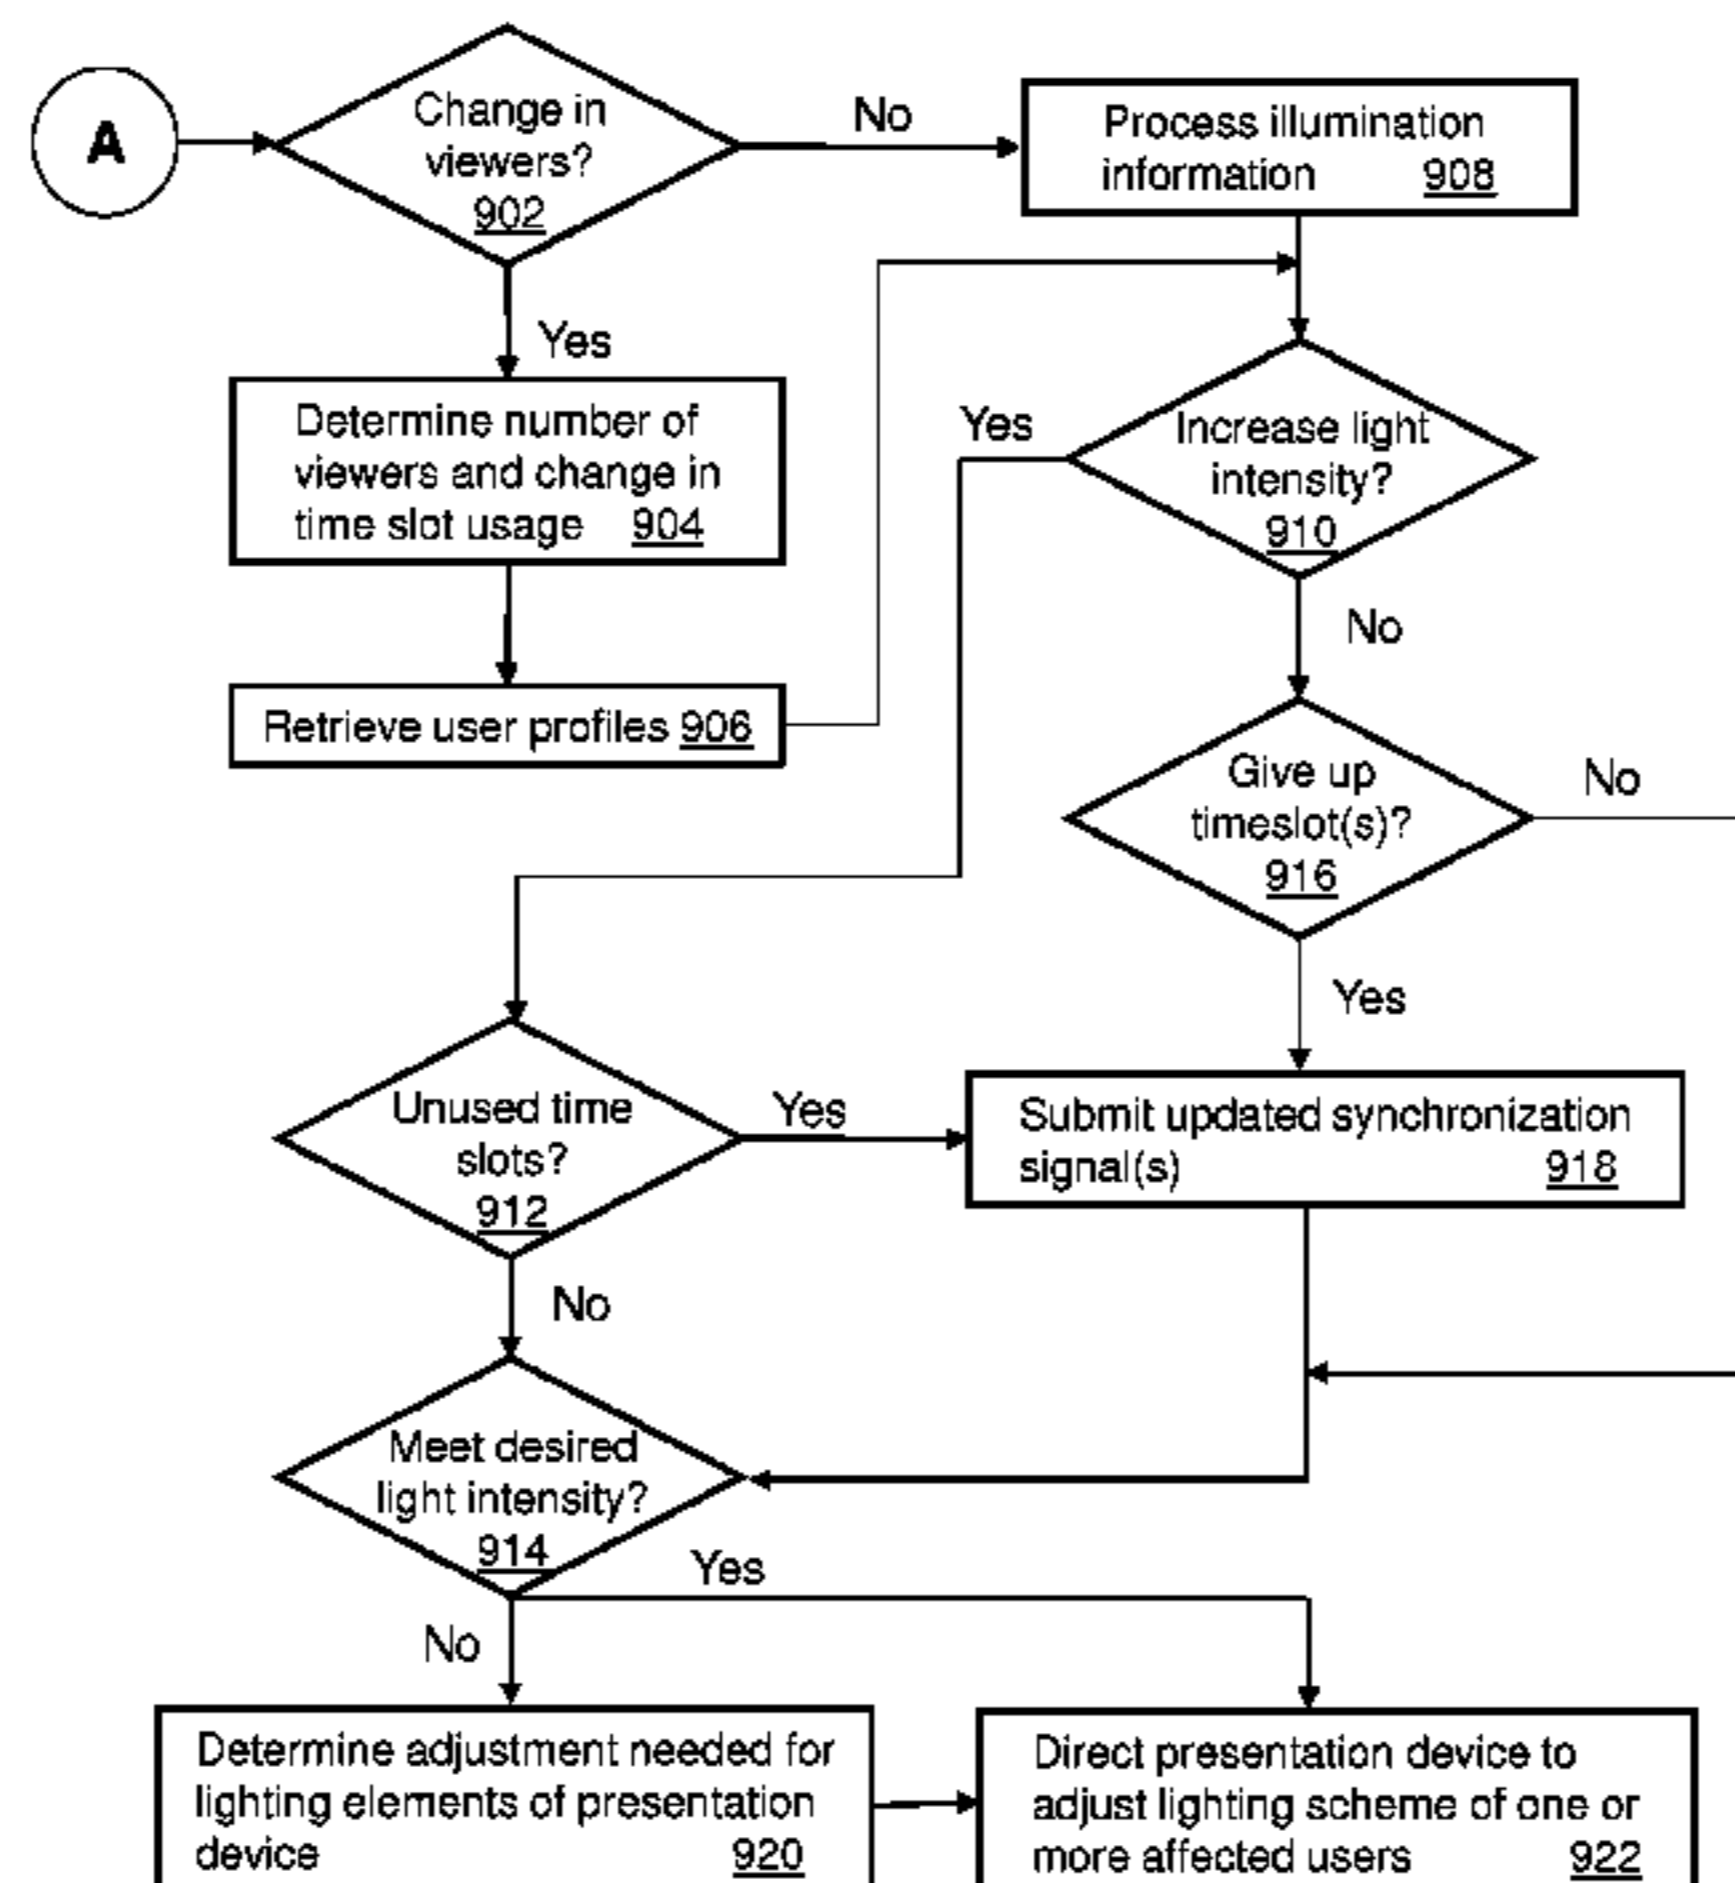 A
Change in
viewers?
902
No
Process illumination
information 908
Yes
Determine number of
viewers and change in
time slot usage 904
Retrieve user profiles 906
Yes
Increase light
intensity?
910
No
Give up
timeslot(s)?
916
No
Yes
Unused time
slots?
912
Yes
Submit updated synchronization
signal(s) 918
No
Meet desired
light intensity?
914
Yes
No
Determine adjustment needed for
lighting elements of presentation
device 920
Direct presentation device to
adjust lighting scheme of one or
more affected users 922